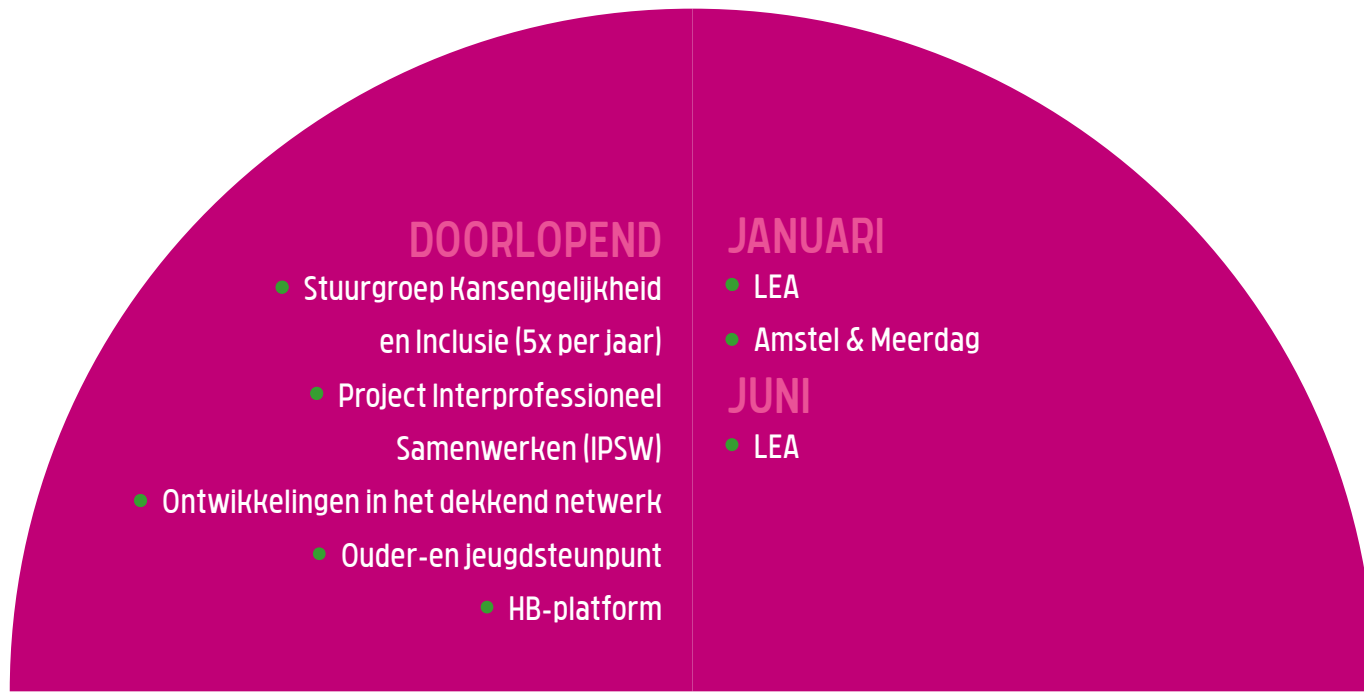 DOORLOPEND
• Stuurgroep Kansengelijkheid
en Inclusie (5x per jaar)
• Project Interprofessioneel
Samenwerken (IPSW)
• Ontwikkelingen in het dekkend netwerk
• Ouder-en jeugdsteunpunt
• HB-platform
JANUARI
• LEA
• Amstel & Meerdag
JUNI
• LEA